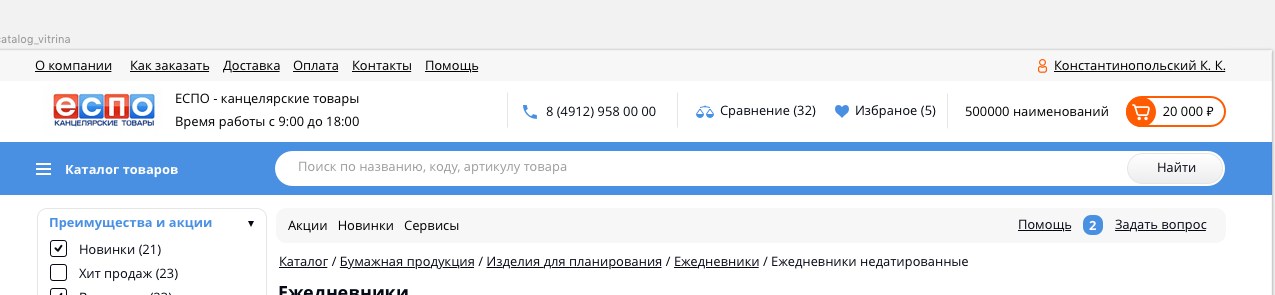 catalog_vitrina
О компании Как заказать Доставка Оплата Контакты Помощь Константинопольский К. К.
еспо
КАНЦЕЛЯРСКИЕ ТОВАРЫ
ЕСПО - канцелярские товары
Время работы с 9:00 до 18:00
8 (4912) 958 00 00 Сравнение (32) Избраное (5) 500000 наименований 20 000 ₽
Каталог товаров Поиск по названию, коду, артикулу товара Найти
Преимущества и акции ▼
Новинки (21)
Хит продаж (23)
Акции Новинки Сервисы Помощь 2 Задать вопрос
Каталог / Бумажная продукция / Изделия для планирования / Ежедневники / Ежедневники недатированные
Ежедневники